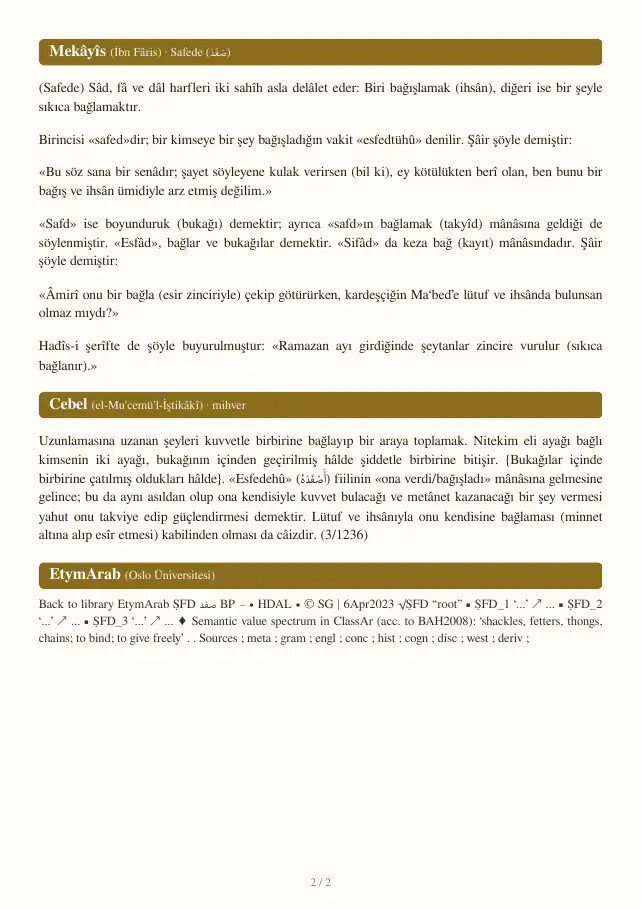 Mekâyîs (İbn Fâris) · Safede (صَفَدَ)
(Safede) Sâd, fâ ve dâl harfleri iki sahîh asla delâlet eder: Biri bağışlamak (ihsân), diğeri ise bir şeyle
sıkıca bağlamaktır.
Birincisi «safed»dir; bir kimseye bir şey bağışladığın vakit «esfedtühû» denilir. Şâir şöyle demiştir:
«Bu söz sana bir senâdır; şayet söyleyene kulak verirsen (bil ki), ey kötülükten berî olan, ben bunu bir
bağış ve ihsân ümidiyle arz etmiş değilim.»
«Safd» ise boyunduruk (bukağı) demektir; ayrıca «safd»ın bağlamak (takyîd) mânâsına geldiği de
söylenmiştir. «Esfâd», bağlar ve bukağılar demektir. «Sifâd» da keza bağ (kayıt) mânâsındadır. Şâir
şöyle demiştir:
«Âmirî onu bir bağla (esir zinciriyle) çekip götürürken, kardeşçiğin Ma‘bed’e lütuf ve ihsânda bulunsan
olmaz mıydı?»
Hadîs-i şerîfte de şöyle buyurulmuştur: «Ramazan ayı girdiğinde şeytanlar zincire vurulur (sıkıca
bağlanır).»
Cebel (el-Mu'cemü'l-İştikâkî) · mihver
Uzunlamasına uzanan şeyleri kuvvetle birbirine bağlayıp bir araya toplamak. Nitekim eli ayağı bağlı
kimsenin iki ayağı, bukağının içinden geçirilmiş hâlde şiddetle birbirine bitişir. {Bukağılar içinde
birbirine çatılmış oldukları hâlde}. «Esfedehû» (أَصْفَدَهُ) fiilinin «ona verdi/bağışladı» mânâsına gelmesine
gelince; bu da aynı asıldan olup ona kendisiyle kuvvet bulacağı ve metânet kazanacağı bir şey vermesi
yahut onu takviye edip güçlendirmesi demektir. Lütuf ve ihsânıyla onu kendisine bağlaması (minnet
altına alıp esîr etmesi) kabilinden olması da câizdir. (3/1236)
EtymArab (Oslo Üniversitesi)
Back to library EtymArab ṢFD صفد BP – • HDAL • © SG | 6Apr2023 √ṢFD “root” ▪ ṢFD_1 ‘...’ ↗ ... ▪ ṢFD_2
‘...’ ↗ ... ▪ ṢFD_3 ‘...’ ↗ ... ♦ Semantic value spectrum in ClassAr (acc. to BAH2008): ‘shackles, fetters, thongs,
chains; to bind; to give freely’ . . Sources ; meta ; gram ; engl ; conc ; hist ; cogn ; disc ; west ; deriv ;
2 / 2